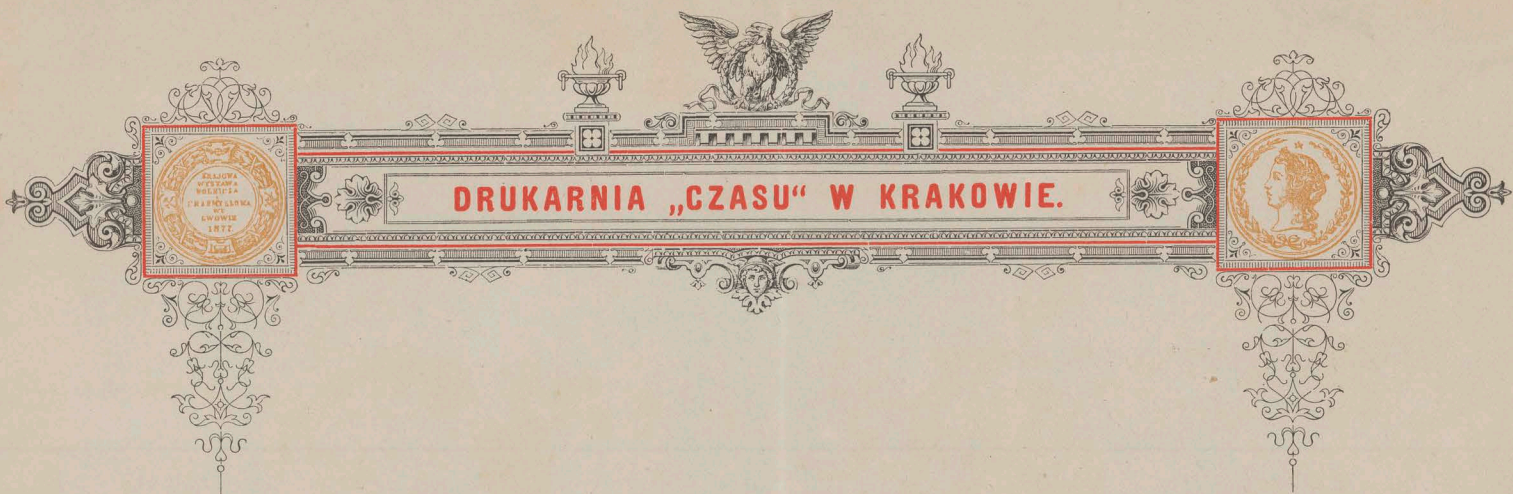 KRAJOWA
WYSTAWA
ROLNICZA
I PRZEMYSŁOWA
WE
LWOWIE
1877
DRUKARNIA „CZASU“ W KRAKOWIE.